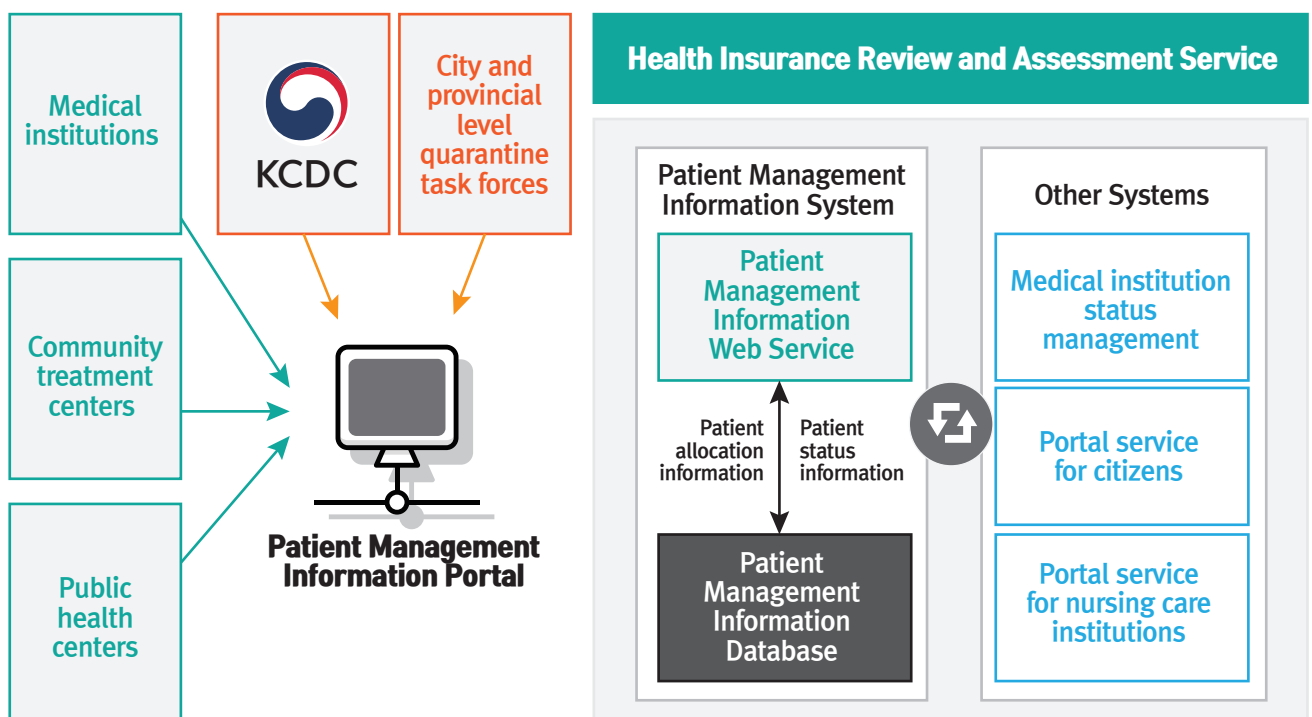 Medical
institutions
KCDC
City and
provincial
level
quarantine
task forces
Community
treatment
centers
Public
health
centers
Patient Management
Information Portal
Health Insurance Review and Assessment Service
Patient Management
Information System
Patient
Management
Information
Web Service
Patient
allocation
information
Patient
status
information
Patient
Management
Information
Database
Other Systems
Medical institution
status
management
Portal service
for citizens
Portal service
for nursing care
institutions